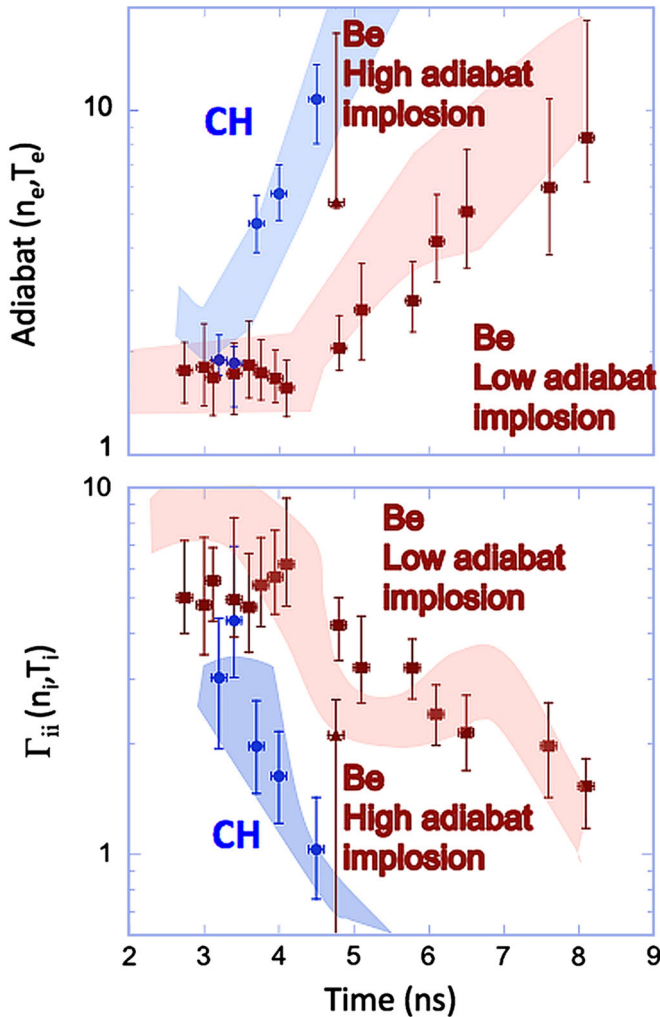 10
1
Adiabat (nₑ,Tₑ)
CH
Be
High adiabat
implosion
Be
Low adiabat
implosion
10
1
Γᵢᵢ (nᵢ,Tᵢ)
Be
Low adiabat
implosion
CH
Be
High adiabat
implosion
2 3 4 5 6 7 8 9
Time (ns)